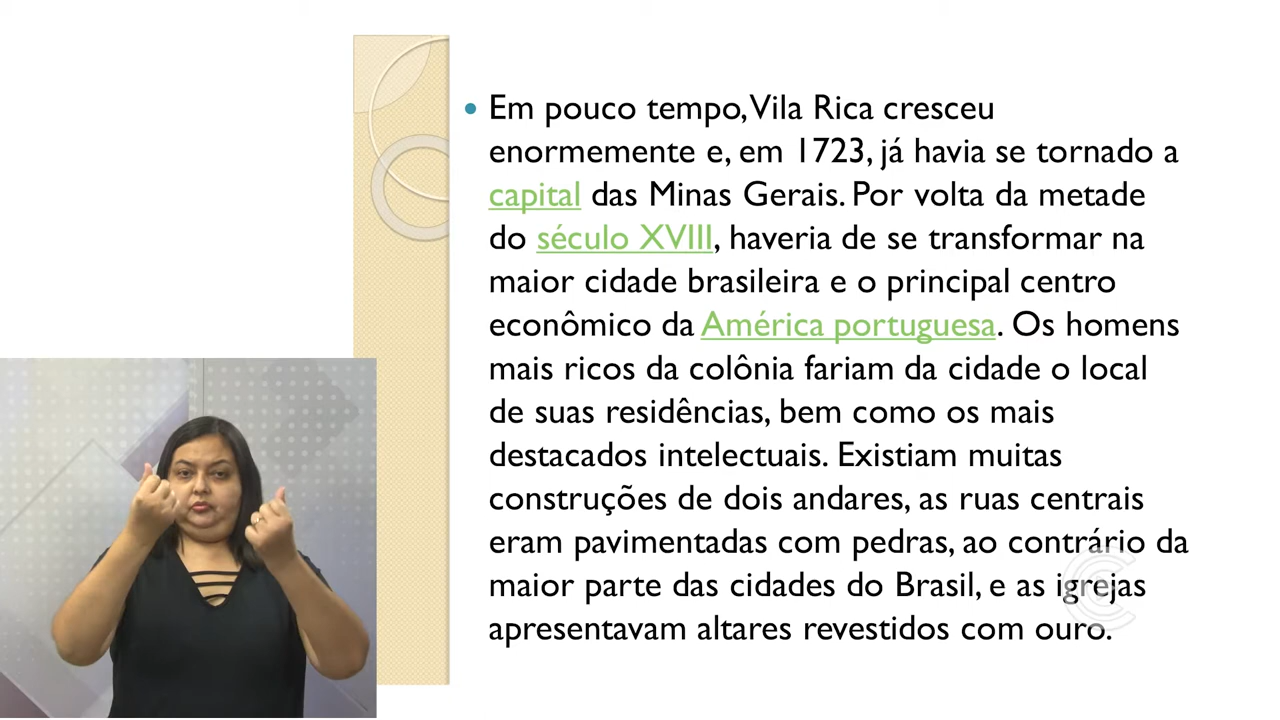 Em pouco tempo, Vila Rica cresceu
enormemente e, em 1723, já havia se tornado a
capital das Minas Gerais. Por volta da metade
do século XVIII, haveria de se transformar na
maior cidade brasileira e o principal centro
econômico da América portuguesa. Os homens
mais ricos da colônia fariam da cidade o local
de suas residências, bem como os mais
destacados intelectuais. Existiam muitas
construções de dois andares, as ruas centrais
eram pavimentadas com pedras, ao contrário da
maior parte das cidades do Brasil, e as igrejas
apresentavam altares revestidos com ouro.